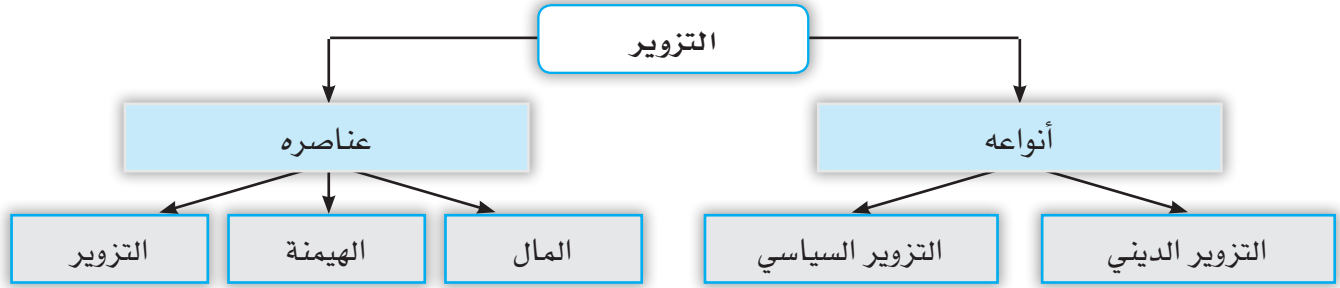 التزوير
أنواعه
عناصره
التزوير الديني
التزوير السياسي
المال
الهيمنة
التزوير